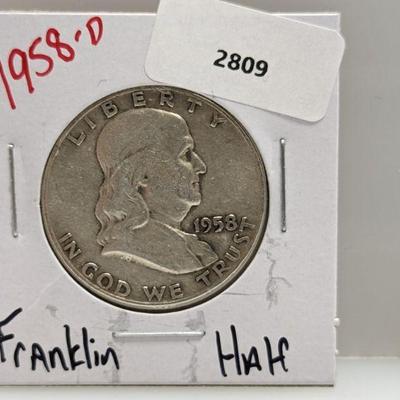 1958-D
2809
LIBERTY
1958
IN GOD WE TRUST
Franklin Half